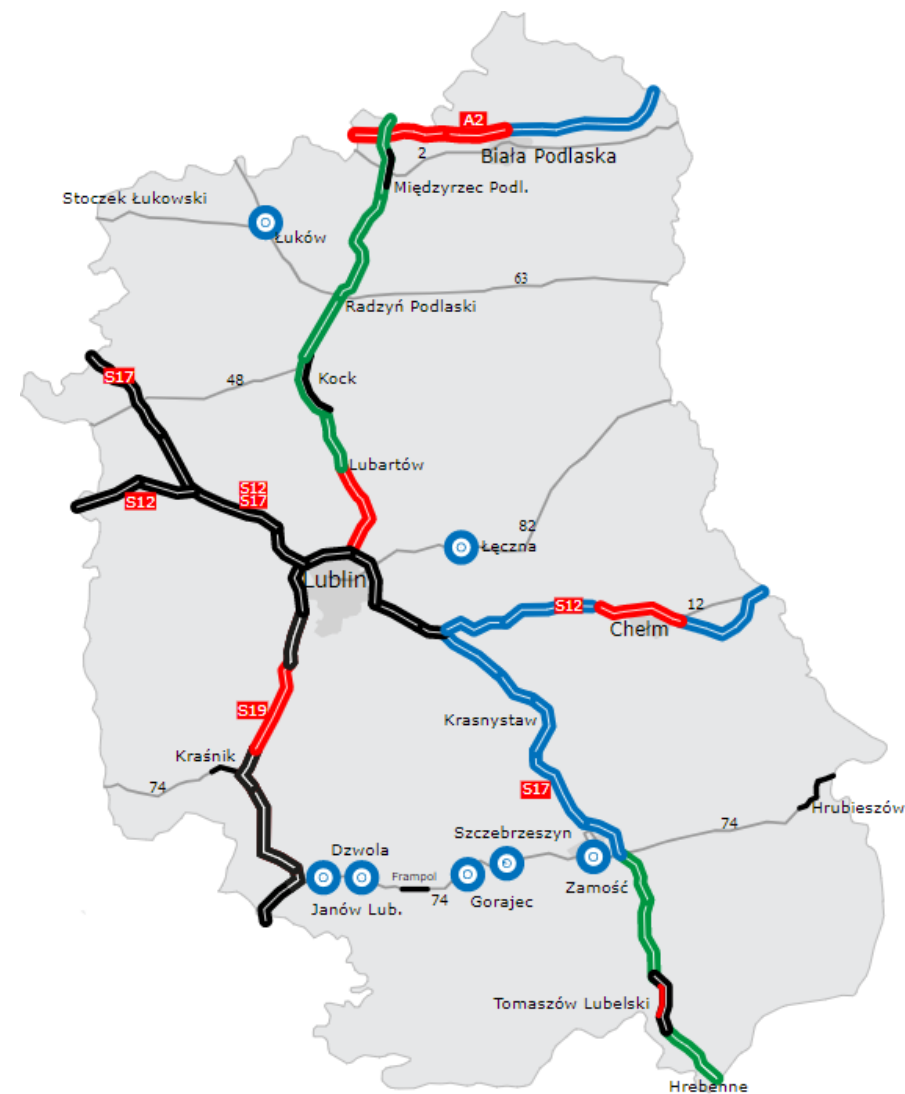 A2
2
Biała Podlaska
Międzyrzec Podl.
Stoczek Łukowski
Łuków
63
Radzyń Podlaski
S17
48
Kock
Lubartów
S12
S17
S12
82
Łęczna
Lublin
S12
12
Chełm
S19
Krasnystaw
Kraśnik
74
S17
Hrubieszów
74
Szczebrzeszyn
Dzwola
Frampol
Zamość
74
Gorajec
Janów Lub.
Tomaszów Lubelski
Hrebenne